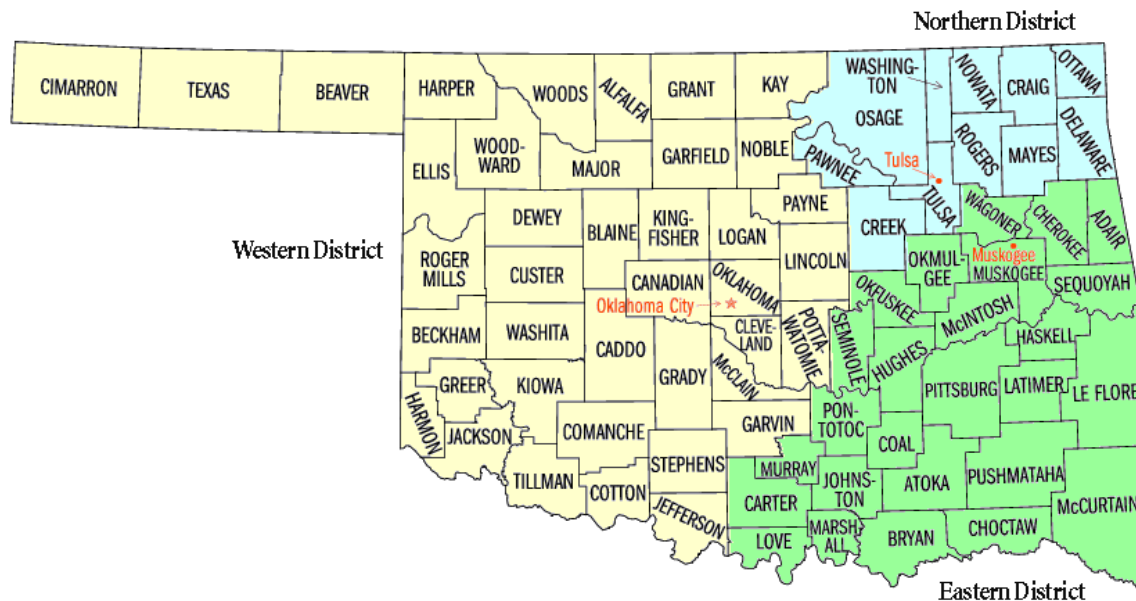 Northern District
CIMARRON
TEXAS
BEAVER
HARPER
WOODS
ALFALFA
GRANT
KAY
WASHING-
TON
OSAGE
NOWATA
CRAIG
OTTAWA
ELLIS
WOOD-
WARD
MAJOR
GARFIELD
NOBLE
PAWNEE
Tulsa
ROGERS
MAYES
DELAWARE
Western District
ROGER
MILLS
DEWEY
BLAINE
KING-
FISHER
LOGAN
PAYNE
CREEK
TULSA
WAGONER
CHEROKEE
ADAIR
CUSTER
CANADIAN
OKLAHOMA
LINCOLN
OKMUL-
GEE
Muskogee
MUSKOGEE
SEQUOYAH
Oklahoma City
BECKHAM
WASHITA
CADDO
CLEVE-
LAND
POTTA-
WATOMIE
SEMINOLE
OKFUSKEE
McINTOSH
HASKELL
GREER
KIOWA
GRADY
McCLAIN
HUGHES
PITTSBURG
LATIMER
LE FLORE
HARMON
JACKSON
COMANCHE
GARVIN
PON-
TOTOC
COAL
TILLMAN
COTTON
STEPHENS
MURRAY
CARTER
JOHNS-
TON
ATOKA
PUSHMATAHA
McCURTAIN
JEFFERSON
LOVE
MARSH-
ALL
BRYAN
CHOCTAW
Eastern District